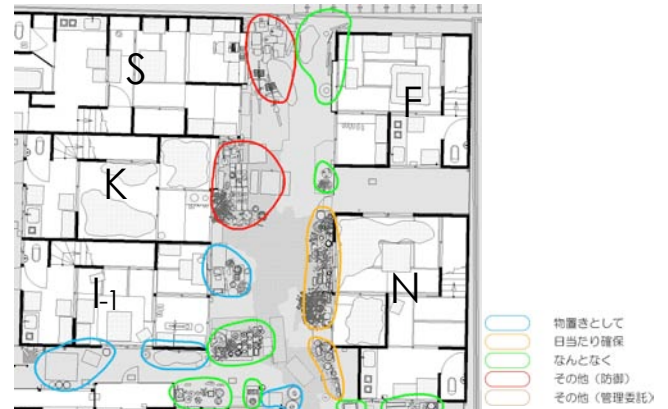 S
F
K
I-1
N
物置きとして
日当たり確保
なんとなく
その他（防御）
その他（管理委託）